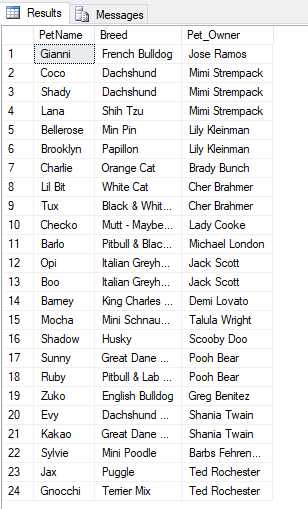 Results Messages
PetName Breed Pet_Owner
1 Gianni French Bulldog Jose Ramos
2 Coco Dachshund Mimi Strempack
3 Shady Dachshund Mimi Strempack
4 Lana Shih Tzu Mimi Strempack
5 Bellerose Min Pin Lily Kleinman
6 Brooklyn Papillon Lily Kleinman
7 Charlie Orange Cat Brady Bunch
8 Lil Bit White Cat Cher Brahmer
9 Tux Black & Whit... Cher Brahmer
10 Checko Mutt - Maybe... Lady Cooke
11 Barlo Pitbull & Blac... Michael London
12 Opi Italian Greyh... Jack Scott
13 Boo Italian Greyh... Jack Scott
14 Barney King Charles ... Demi Lovato
15 Mocha Mini Schnau... Talula Wright
16 Shadow Husky Scooby Doo
17 Sunny Great Dane ... Pooh Bear
18 Ruby Pitbull & Lab ... Pooh Bear
19 Zuko English Bulldog Greg Benitez
20 Evy Dachshund ... Shania Twain
21 Kakao Great Dane ... Shania Twain
22 Sylvie Mini Poodle Barbs Fehren...
23 Jax Puggle Ted Rochester
24 Gnocchi Terrier Mix Ted Rochester